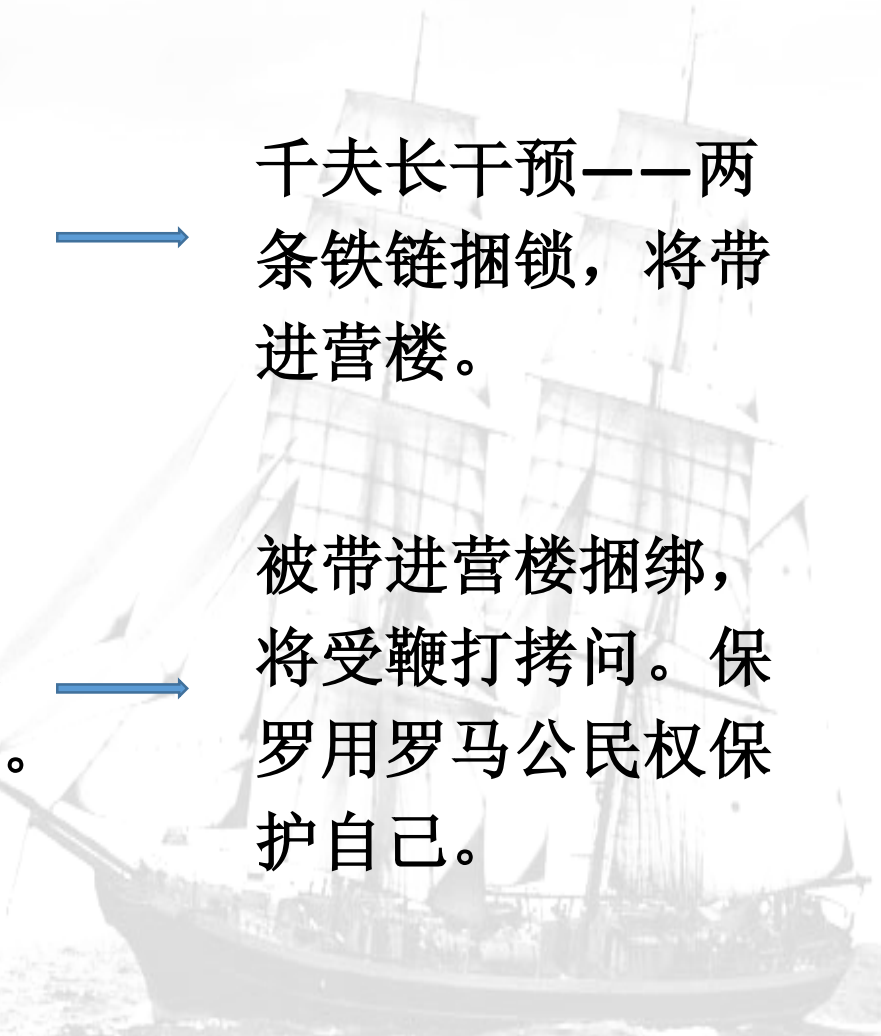 千夫长干预——两
条铁链捆锁，将带
进营楼。
被带进营楼捆绑，
将受鞭打拷问。保
。
罗用罗马公民权保
护自己。